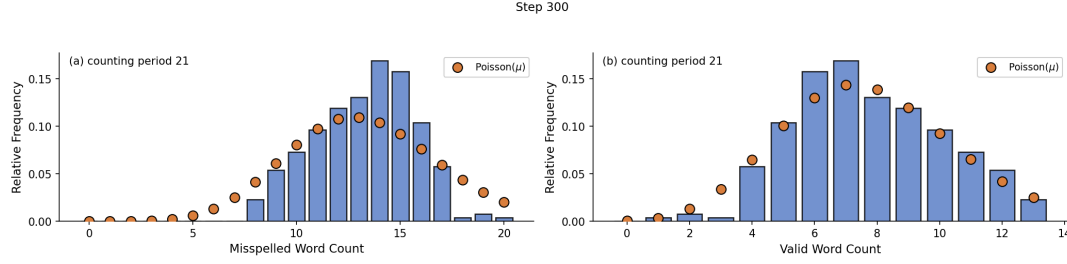 Step 300
(a) counting period 21
Poisson(μ)
Relative Frequency
0.15
0.10
0.05
0.00
0 5 10 15 20
Misspelled Word Count
(b) counting period 21
Poisson(μ)
Relative Frequency
0.15
0.10
0.05
0.00
0 2 4 6 8 10 12 14
Valid Word Count